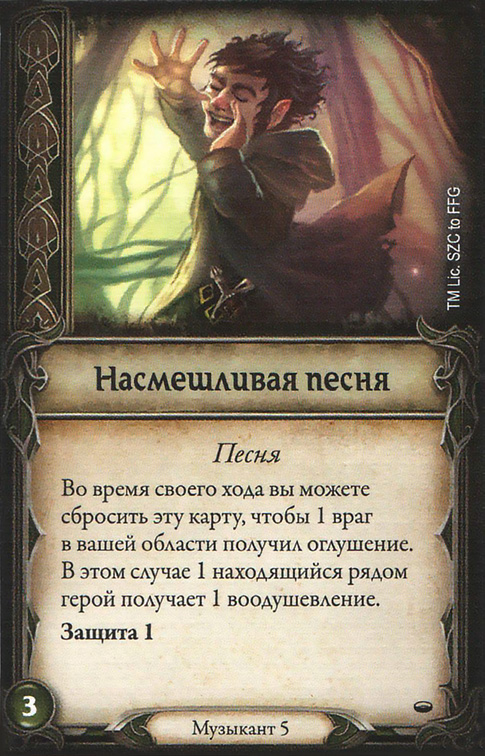 TM Lic. SZC to FFG
Насмешливая песня
Песня
Во время своего хода вы можете
сбросить эту карту, чтобы 1 враг
в вашей области получил оглушение.
В этом случае 1 находящийся рядом
герой получает 1 воодушевление.
Защита 1
3
Музыкант 5